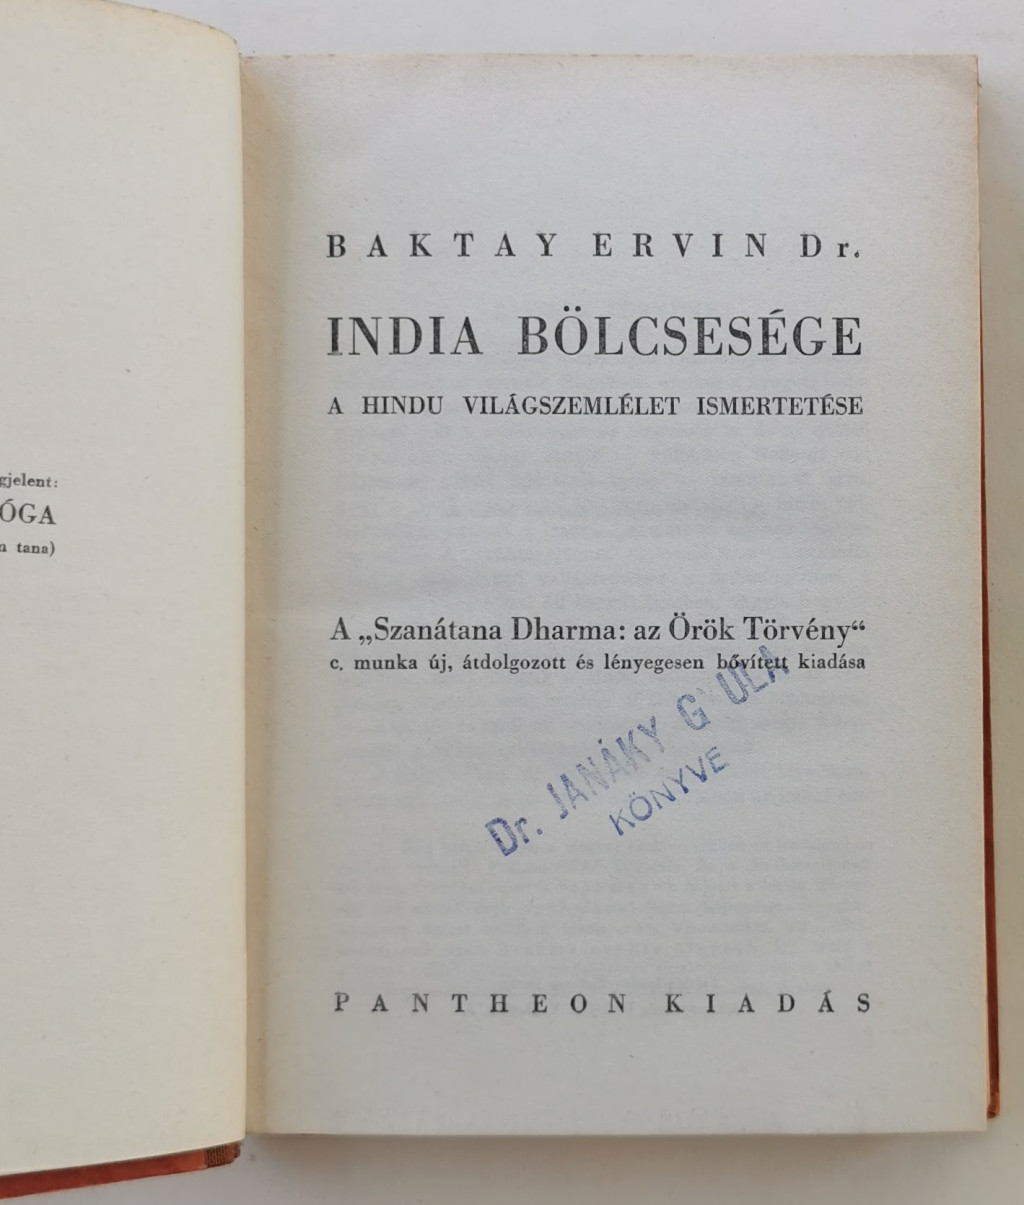 gjelent:
ÓGA
tana)
BAKTAY ERVIN Dr.
INDIA BÖLCSESÉGE
A HINDU VILÁGSZEMLÉLET ISMERTETÉSE
A „Szanátana Dharma: az Örök Törvény“
c. munka új, átdolgozott és lényegesen bővített kiadása
Dr. JANÁKY GYULA
KÖNYVE
PANTHEON KIADÁS